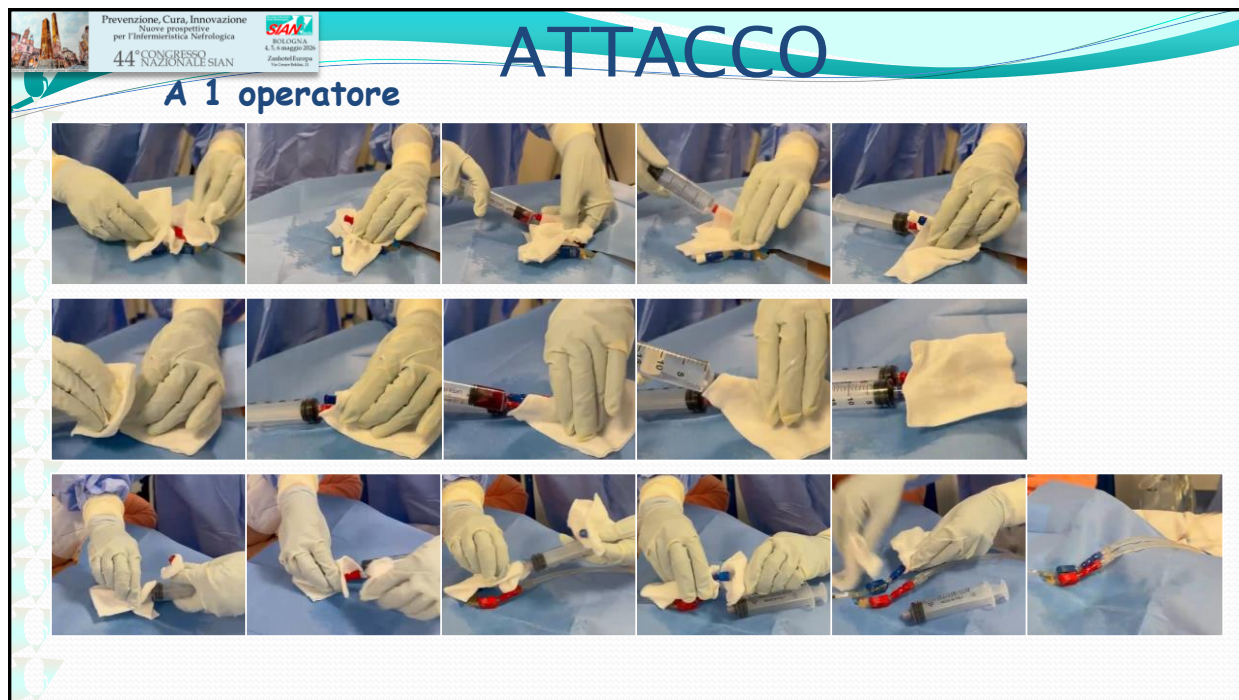 Prevenzione, Cura, Innovazione
Nuove prospettive
per l'Infermieristica Nefrologica
44° CONGRESSO
NAZIONALE SIAN
SIAN
BOLOGNA
4, 5, 6 maggio 2026
Zanhotel Europa
ATTACCO
A 1 operatore